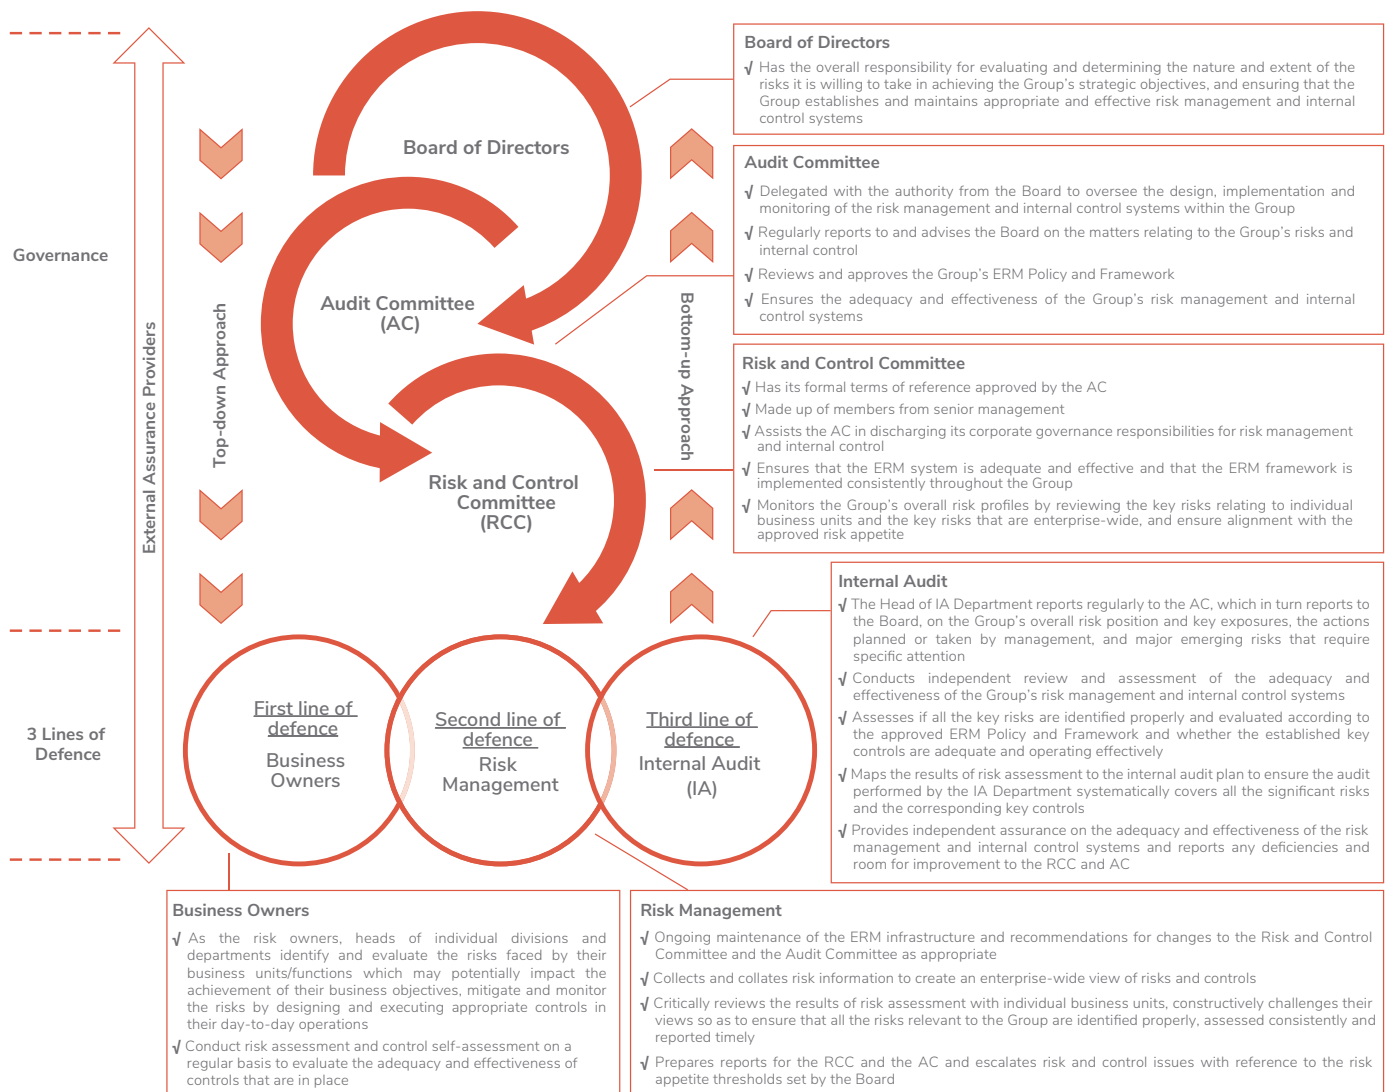 Governance
3 Lines of
Defence
External Assurance Providers
Top-down Approach
Board of Directors
Audit Committee
(AC)
Risk and Control
Committee
(RCC)
Bottom-up Approach
First line of
defence
Business
Owners
Second line of
defence
Risk
Management
Third line of
defence
Internal Audit
(IA)
Board of Directors
√ Has the overall responsibility for evaluating and determining the nature and extent of the
risks it is willing to take in achieving the Group's strategic objectives, and ensuring that the
Group establishes and maintains appropriate and effective risk management and internal
control systems
Audit Committee
√ Delegated with the authority from the Board to oversee the design, implementation and
monitoring of the risk management and internal control systems within the Group
√ Regularly reports to and advises the Board on the matters relating to the Group's risks and
internal control
√ Reviews and approves the Group's ERM Policy and Framework
√ Ensures the adequacy and effectiveness of the Group's risk management and internal
control systems
Risk and Control Committee
√ Has its formal terms of reference approved by the AC
√ Made up of members from senior management
√ Assists the AC in discharging its corporate governance responsibilities for risk management
and internal control
√ Ensures that the ERM system is adequate and effective and that the ERM framework is
implemented consistently throughout the Group
√ Monitors the Group's overall risk profiles by reviewing the key risks relating to individual
business units and the key risks that are enterprise-wide, and ensure alignment with the
approved risk appetite
Internal Audit
√ The Head of IA Department reports regularly to the AC, which in turn reports to
the Board, on the Group's overall risk position and key exposures, the actions
planned or taken by management, and major emerging risks that require
specific attention
√ Conducts independent review and assessment of the adequacy and
effectiveness of the Group's risk management and internal control systems
√ Assesses if all the key risks are identified properly and evaluated according to
the approved ERM Policy and Framework and whether the established key
controls are adequate and operating effectively
√ Maps the results of risk assessment to the internal audit plan to ensure the audit
performed by the IA Department systematically covers all the significant risks
and the corresponding key controls
√ Provides independent assurance on the adequacy and effectiveness of the risk
management and internal control systems and reports any deficiencies and
room for improvement to the RCC and AC
Business Owners
√ As the risk owners, heads of individual divisions and
departments identify and evaluate the risks faced by their
business units/functions which may potentially impact the
achievement of their business objectives, mitigate and monitor
the risks by designing and executing appropriate controls in
their day-to-day operations
√ Conduct risk assessment and control self-assessment on a
regular basis to evaluate the adequacy and effectiveness of
controls that are in place
Risk Management
√ Ongoing maintenance of the ERM infrastructure and recommendations for changes to the Risk and Control
Committee and the Audit Committee as appropriate
√ Collects and collates risk information to create an enterprise-wide view of risks and controls
√ Critically reviews the results of risk assessment with individual business units, constructively challenges their
views so as to ensure that all the risks relevant to the Group are identified properly, assessed consistently and
reported timely
√ Prepares reports for the RCC and the AC and escalates risk and control issues with reference to the risk
appetite thresholds set by the Board